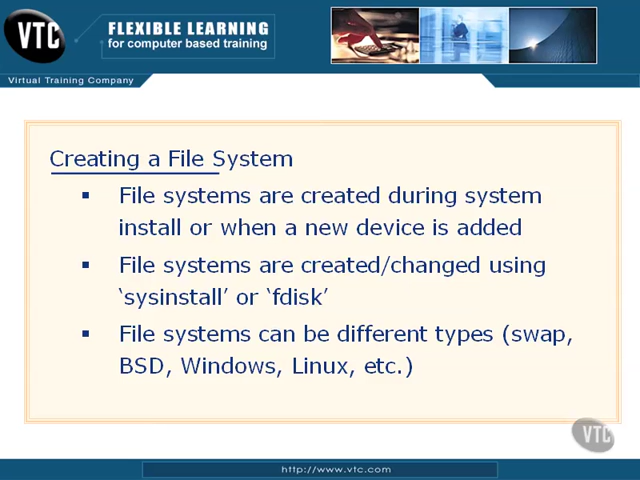 VTC
FLEXIBLE LEARNING
for computer based training
Virtual Training Company
Creating a File System
▪ File systems are created during system
install or when a new device is added
▪ File systems are created/changed using
‘sysinstall’ or ‘fdisk’
▪ File systems can be different types (swap,
BSD, Windows, Linux, etc.)
VTC
http://www.vtc.com